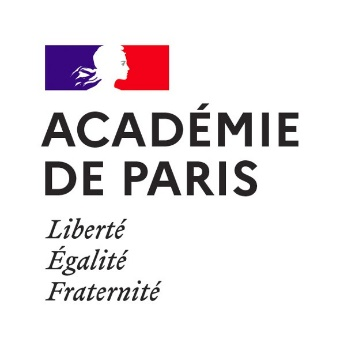 ACADÉMIE
DE PARIS
Liberté
Égalité
Fraternité